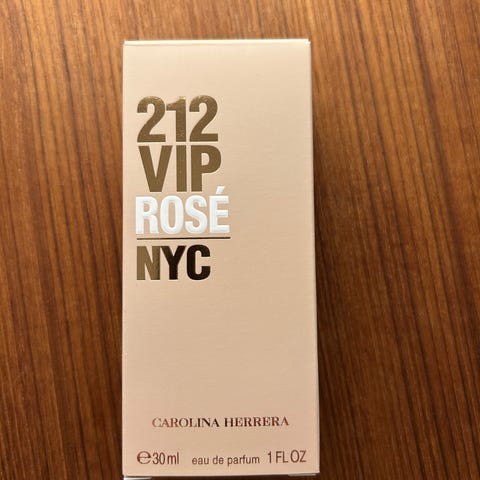 212
VIP
ROSÉ
NYC
CAROLINA HERRERA
℮30ml eau de parfum 1 FL OZ